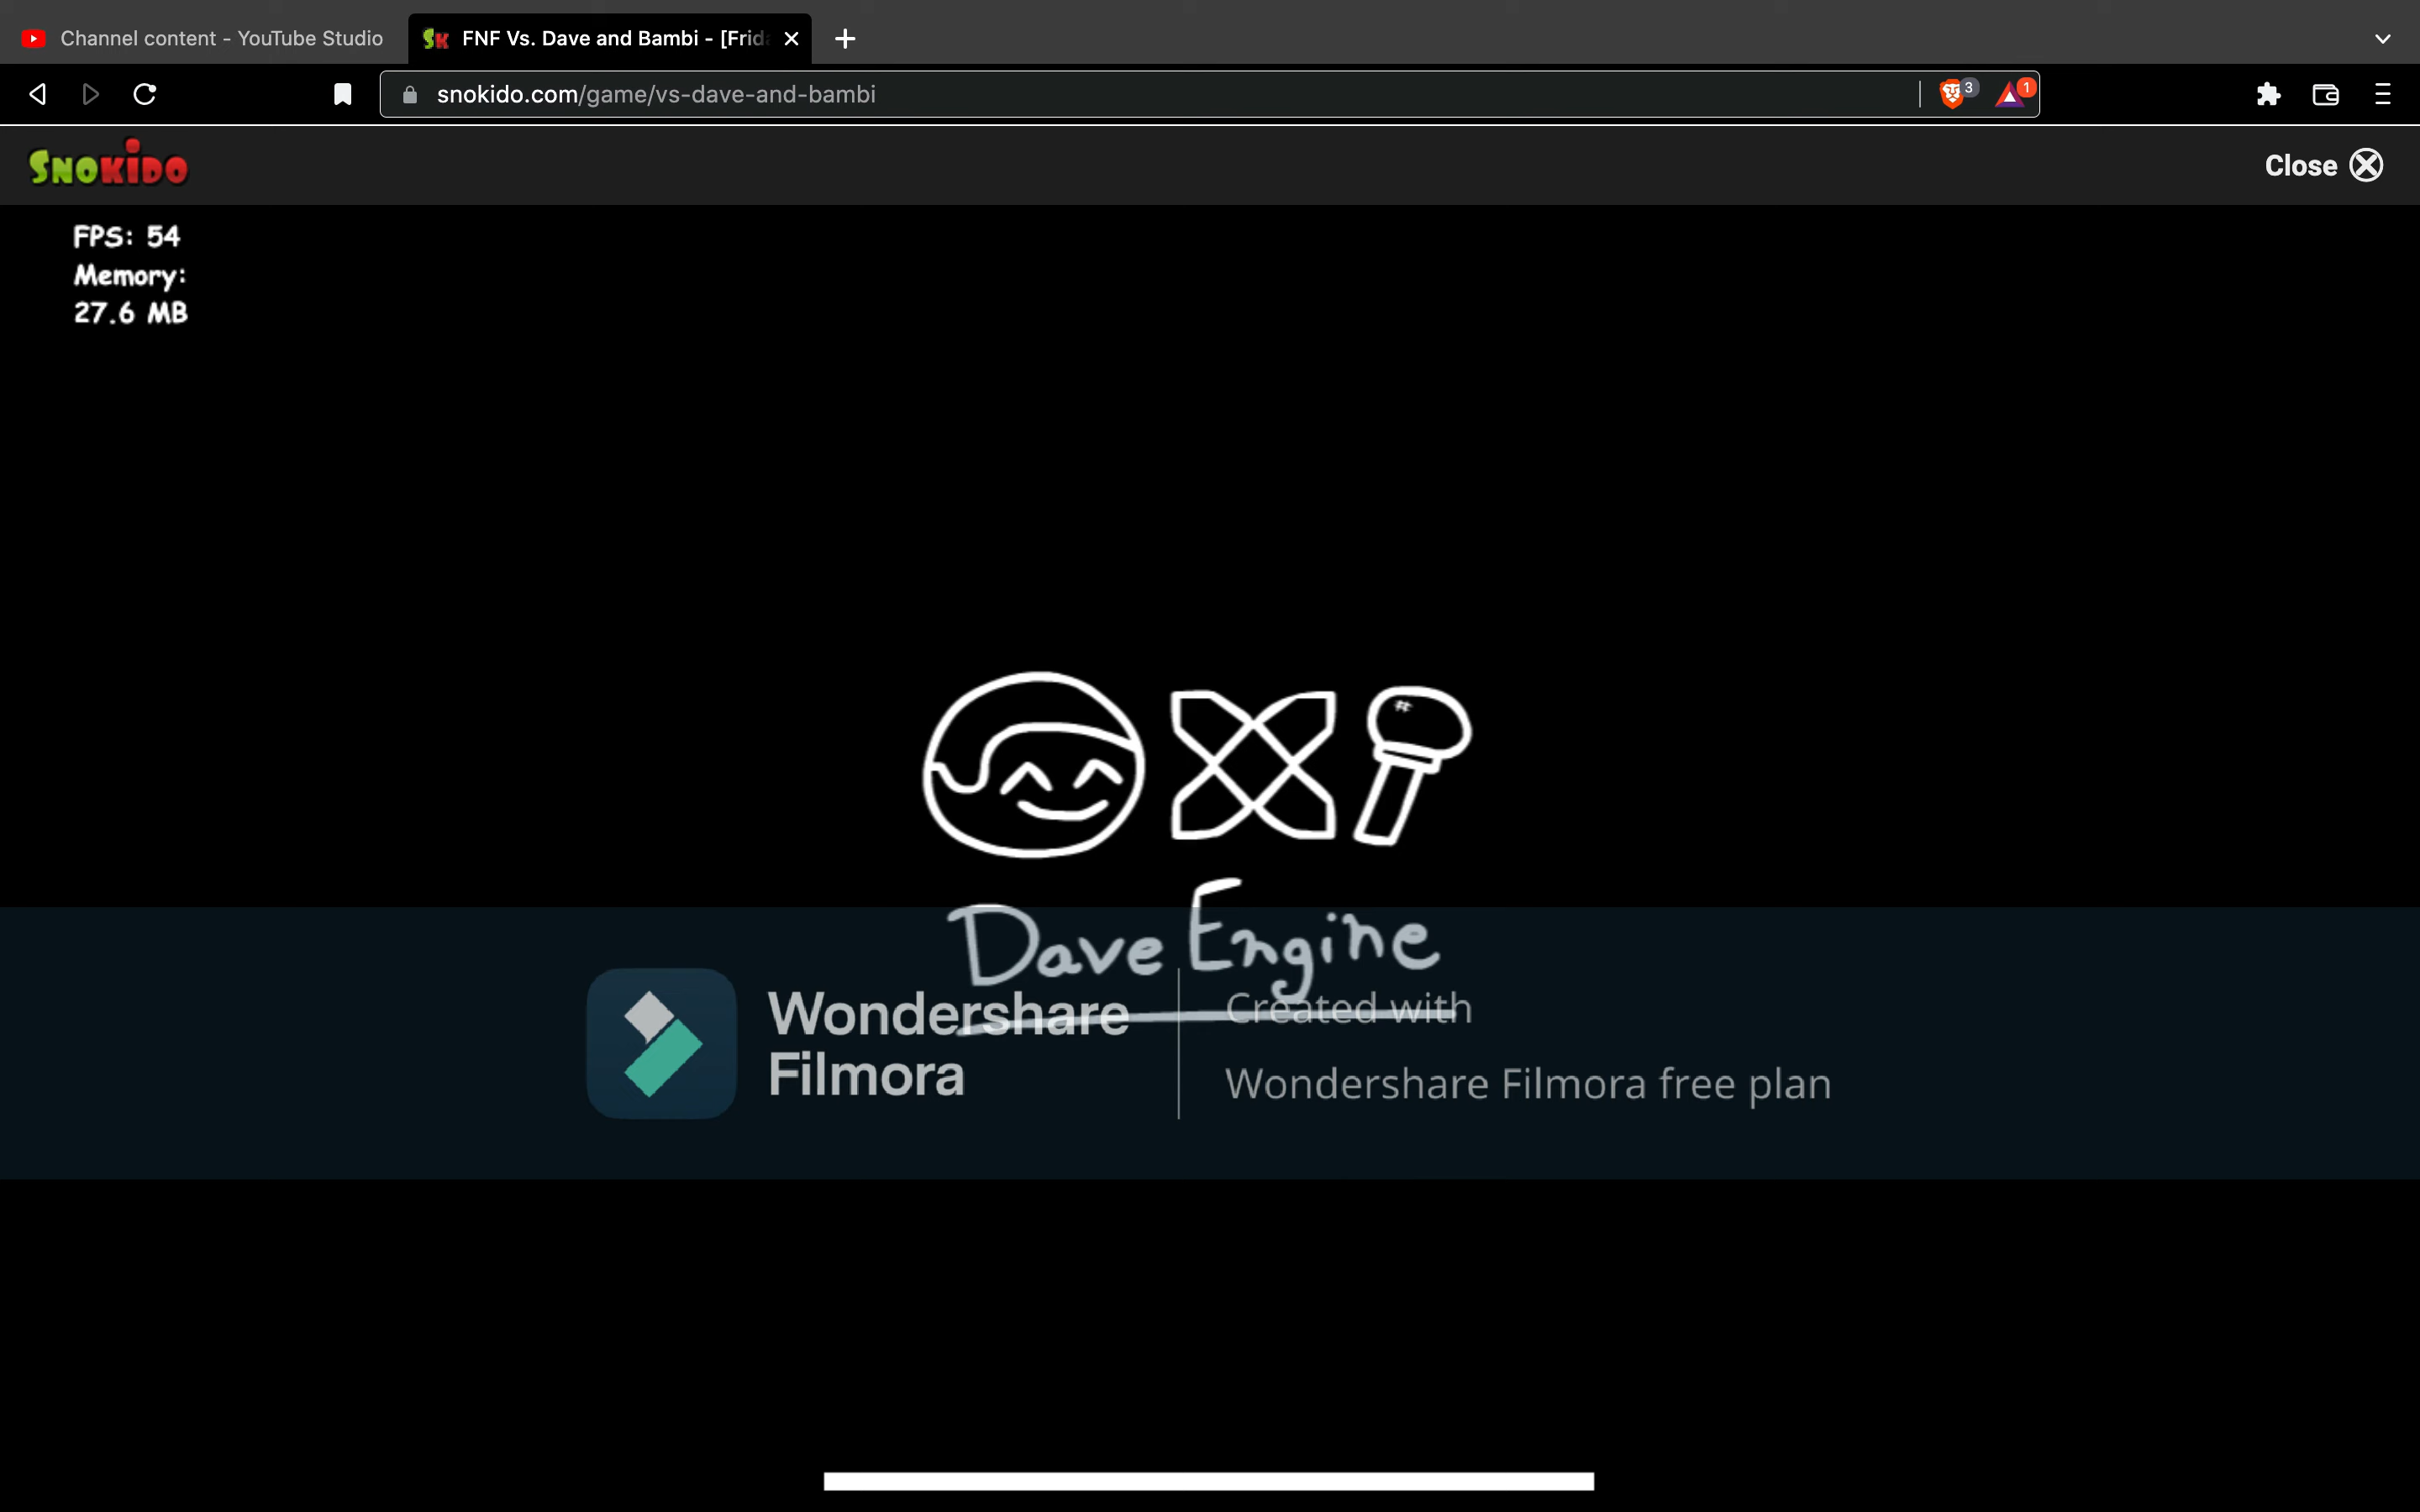 Channel content - YouTube Studio
FNF Vs. Dave and Bambi - [Frid
snokido.com/game/vs-dave-and-bambi
3
1
SNOKIDO
Close
FPS: 54
Memory:
27.6 MB
Dave Engine
Wondershare
Filmora
Created with
Wondershare Filmora free plan